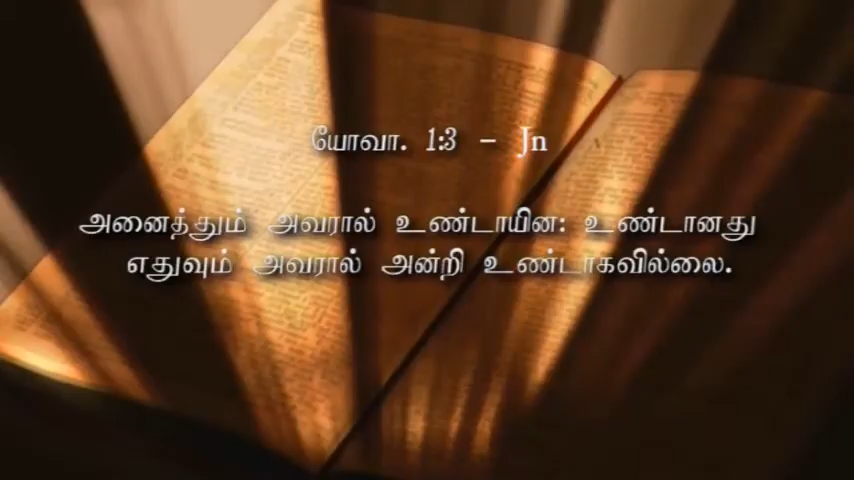 யோவா. 1:3 - Jn
அனைத்தும் அவரால் உண்டாயின: உண்டானது
எதுவும் அவரால் அன்றி உண்டாகவில்லை.